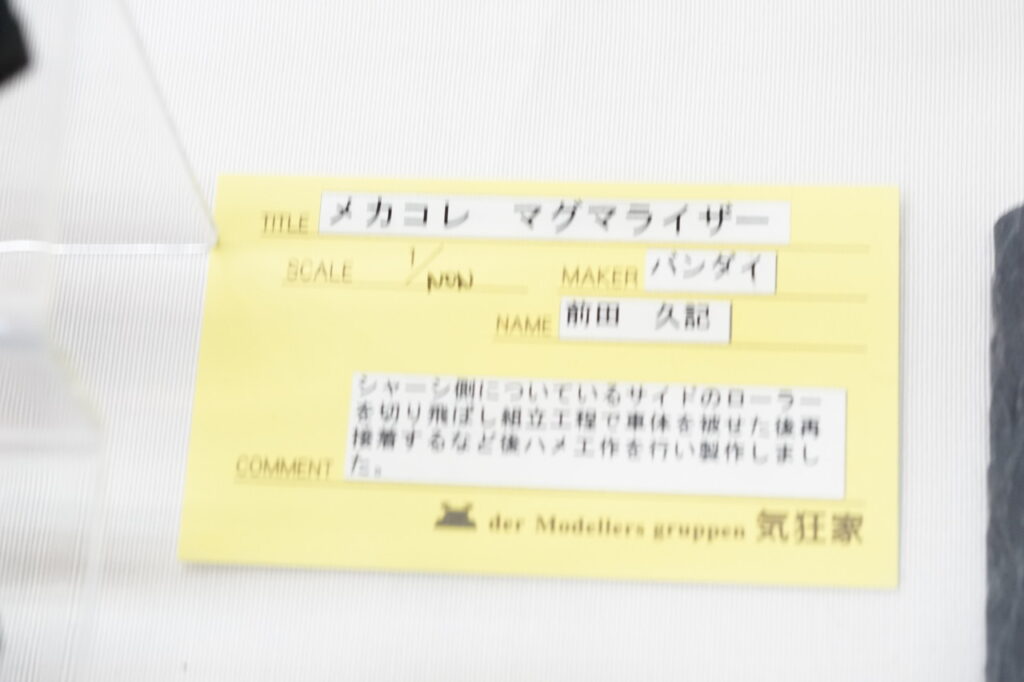 TITLE メカコレ　マグマライザー
SCALE 1/NON MAKER バンダイ
NAME 前田　久記
シャーシ側についているサイドのローラー
を切り飛ばし組立工程で車体を被せた後再
接着するなど後ハメ工作を行い製作しまし
た。
COMMENT
der Modellers gruppen 気狂家